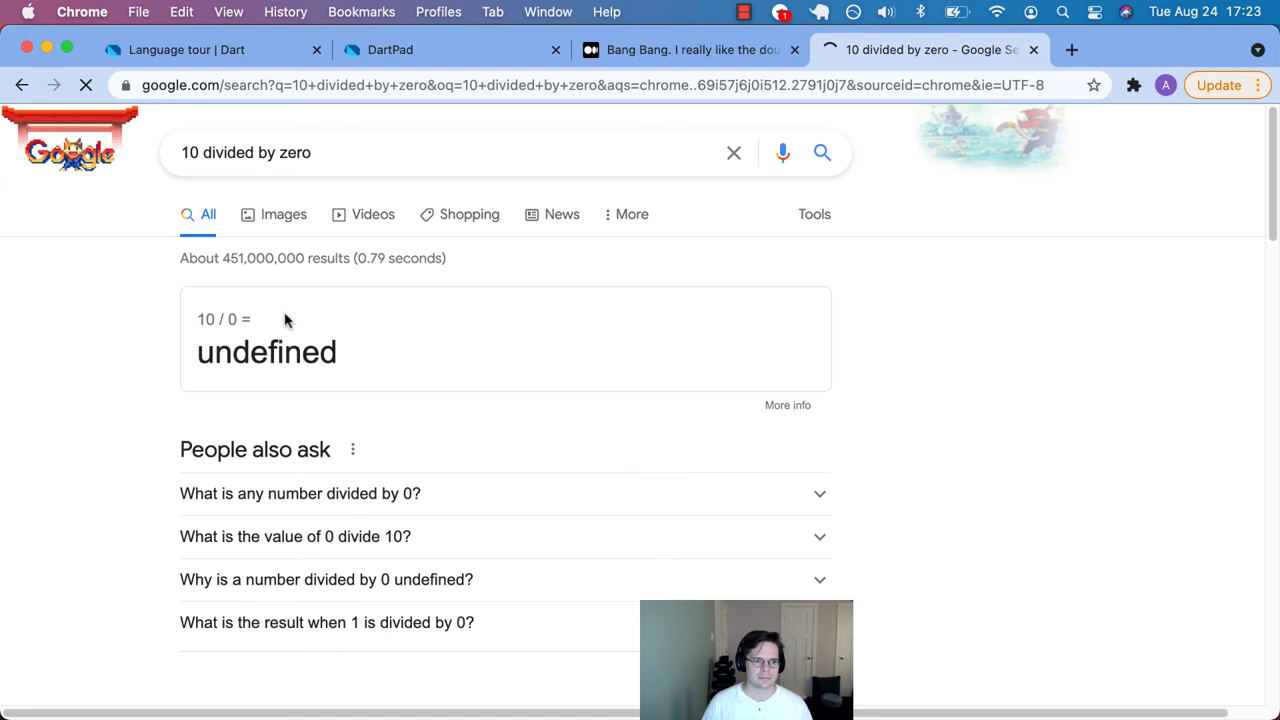 Chrome File Edit View History Bookmarks Profiles Tab Window Help 1 Tue Aug 24 17:23
Language tour | Dart DartPad Bang Bang. I really like the dou 10 divided by zero - Google Se
google.com/search?q=10+divided+by+zero&oq=10+divided+by+zero&aqs=chrome..69i57j6j0i512.2791j0j7&sourceid=chrome&ie=UTF-8 A Update
Google 10 divided by zero
All Images Videos Shopping News More Tools
About 451,000,000 results (0.79 seconds)
10 / 0 =
undefined
More info
People also ask
What is any number divided by 0?
What is the value of 0 divide 10?
Why is a number divided by 0 undefined?
What is the result when 1 is divided by 0?